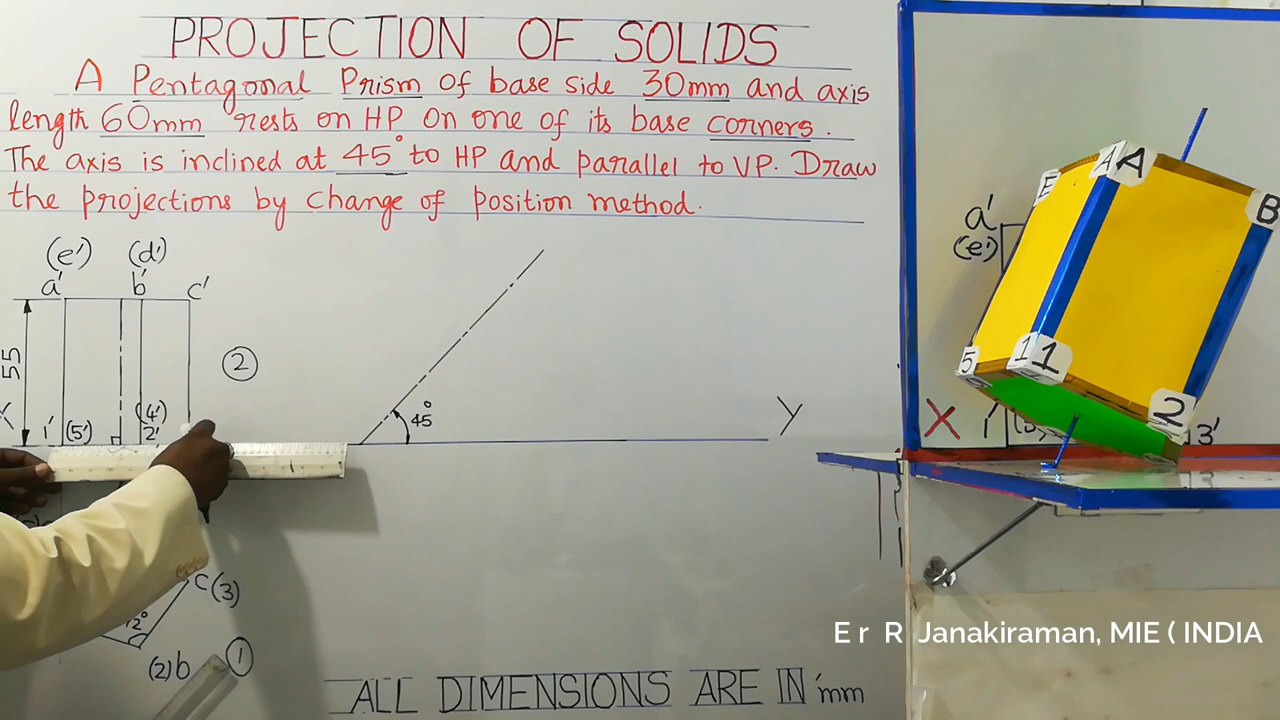 PROJECTION OF SOLIDS
A Pentagonal Prism of base side 30mm and axis
length 60mm rests on HP on one of its base corners.
The axis is inclined at 45° to HP and parallel to VP. Draw
the projections by change of position method.
(e') (d')
a' b' c'
55
2
X 1' (5') (4')
2'
45°
Y
c (3)
72°
(2) b 1
ALL DIMENSIONS ARE IN mm
A A
E B
a'
(e')
5 1 1 2
X 1' 3'
Er R Janakiraman, MIE ( INDIA